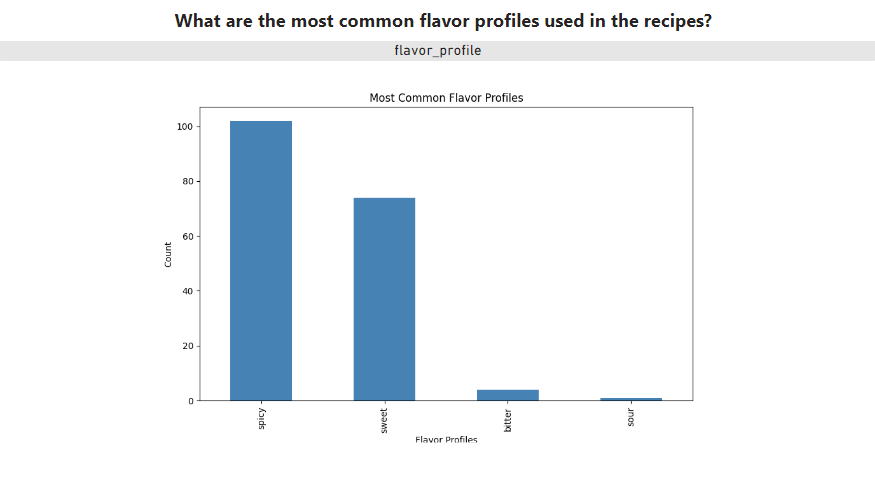 What are the most common flavor profiles used in the recipes?
flavor_profile
Most Common Flavor Profiles
100
80
60
40
20
0
Count
spicy
sweet
bitter
sour
Flavor Profiles